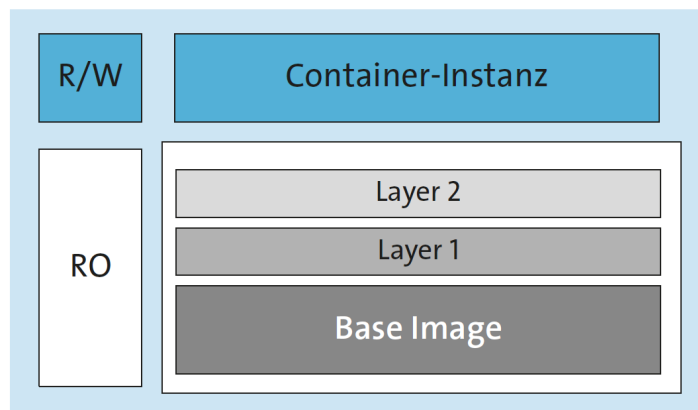 R/W
Container-Instanz
RO
Layer 2
Layer 1
Base Image